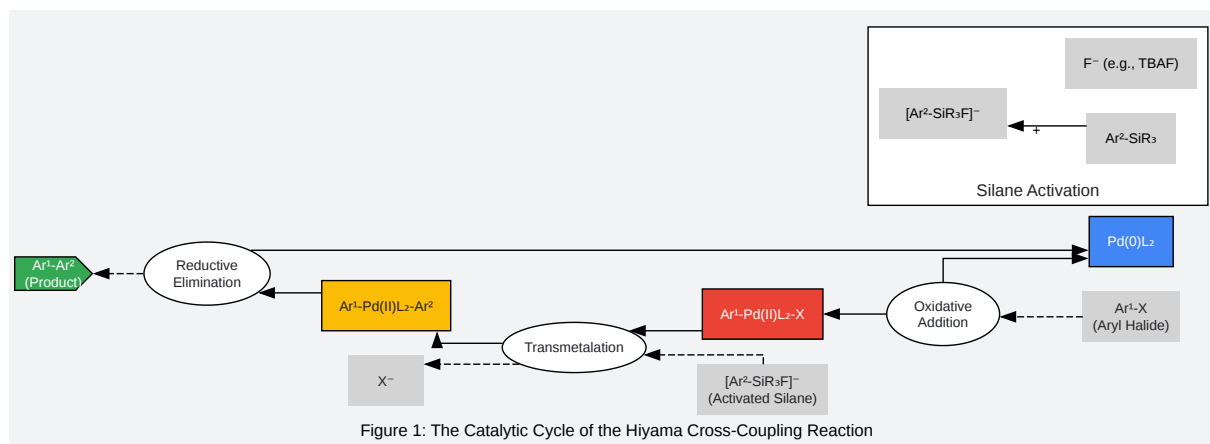 F⁻ (e.g., TBAF)
[Ar²-SiR₃F]⁻
+
Ar²-SiR₃
Silane Activation
Pd(0)L₂
Ar¹-Ar²
(Product)
Reductive
Elimination
Ar¹-Pd(II)L₂-Ar²
Ar¹-Pd(II)L₂-X
Oxidative
Addition
Ar¹-X
(Aryl Halide)
Transmetalation
X⁻
[Ar²-SiR₃F]⁻
(Activated Silane)
Figure 1: The Catalytic Cycle of the Hiyama Cross-Coupling Reaction